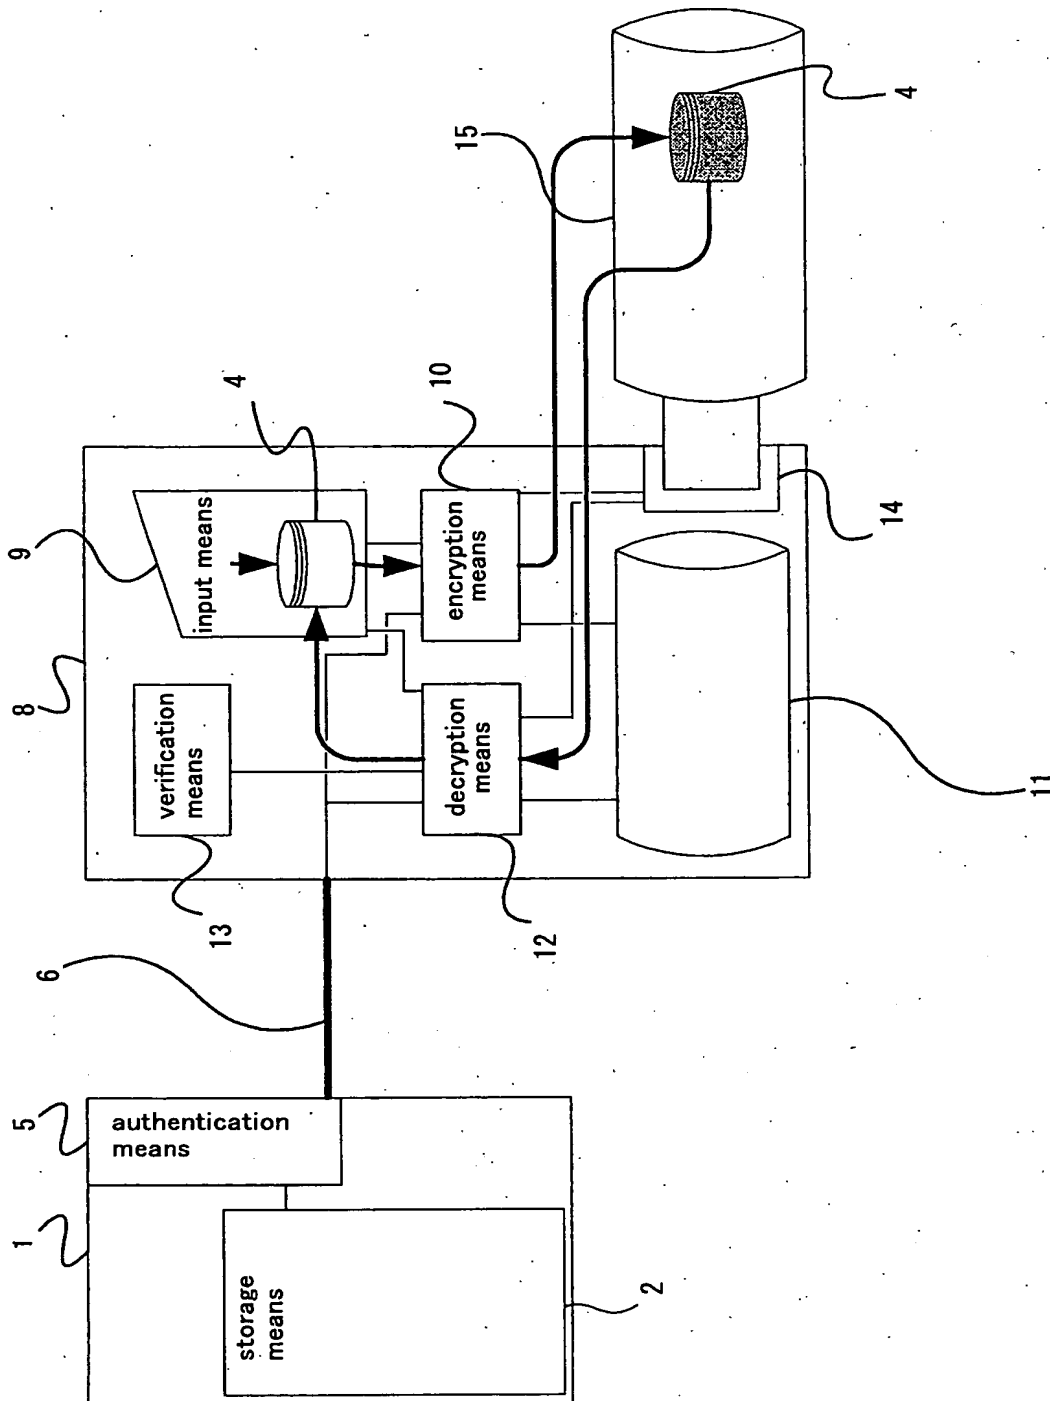 1
5
authentication
means
storage
means
2
6
8
9
input means
4
verification
means
13
encryption
means
10
decryption
means
12
11
14
15
4